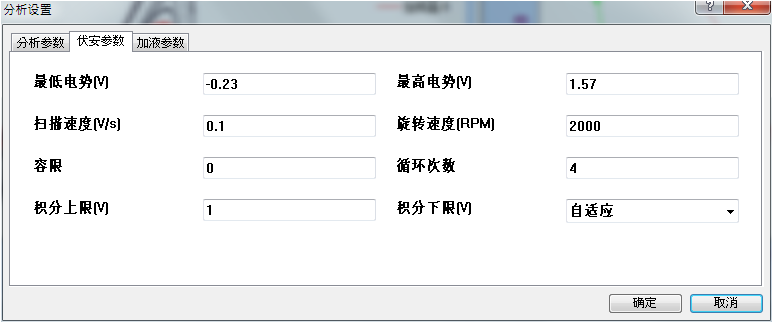 分析设置
分析参数 伏安参数 加液参数
最低电势(V) -0.23 最高电势(V) 1.57
扫描速度(V/s) 0.1 旋转速度(RPM) 2000
容限 0 循环次数 4
积分上限(V) 1 积分下限(V) 自适应
确定 取消